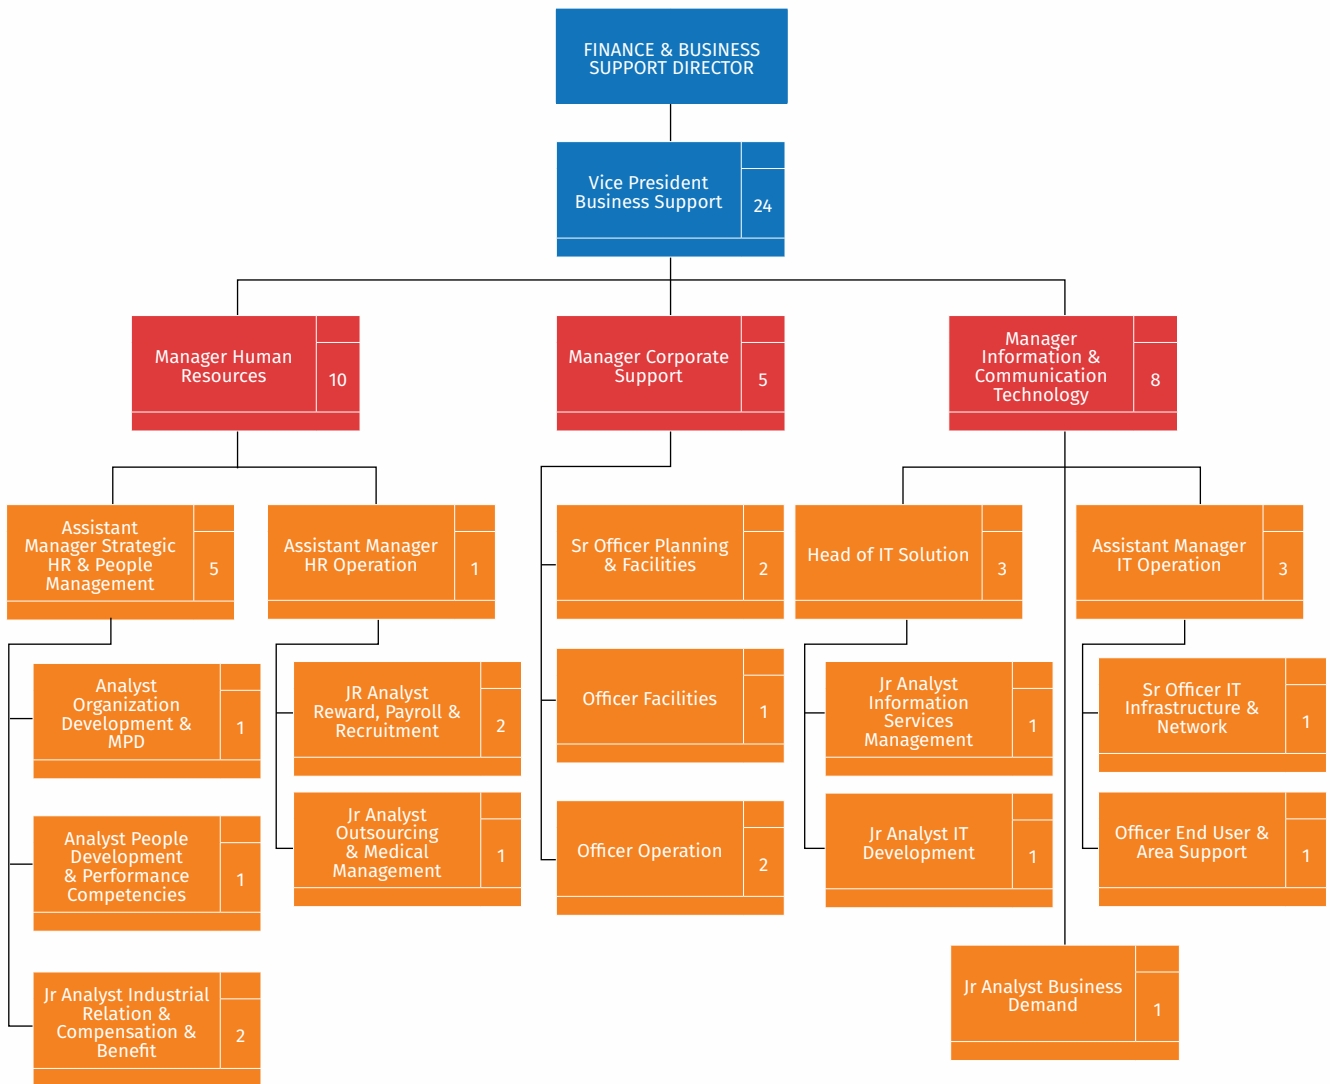 FINANCE & BUSINESS
SUPPORT DIRECTOR
Vice President
Business Support
24
Manager Human
Resources
10
Manager Corporate
Support
5
Manager
Information &
Communication
Technology
8
Assistant
Manager Strategic
HR & People
Management
5
Assistant Manager
HR Operation
1
Sr Officer Planning
& Facilities
2
Head of IT Solution
3
Assistant Manager
IT Operation
3
Analyst
Organization
Development &
MPD
1
JR Analyst
Reward, Payroll &
Recruitment
2
Officer Facilities
1
Jr Analyst
Information
Services
Management
1
Sr Officer IT
Infrastructure &
Network
1
Analyst People
Development
& Performance
Competencies
1
Jr Analyst
Outsourcing
& Medical
Management
1
Officer Operation
2
Jr Analyst IT
Development
1
Officer End User &
Area Support
1
Jr Analyst Industrial
Relation &
Compensation &
Benefit
2
Jr Analyst Business
Demand
1